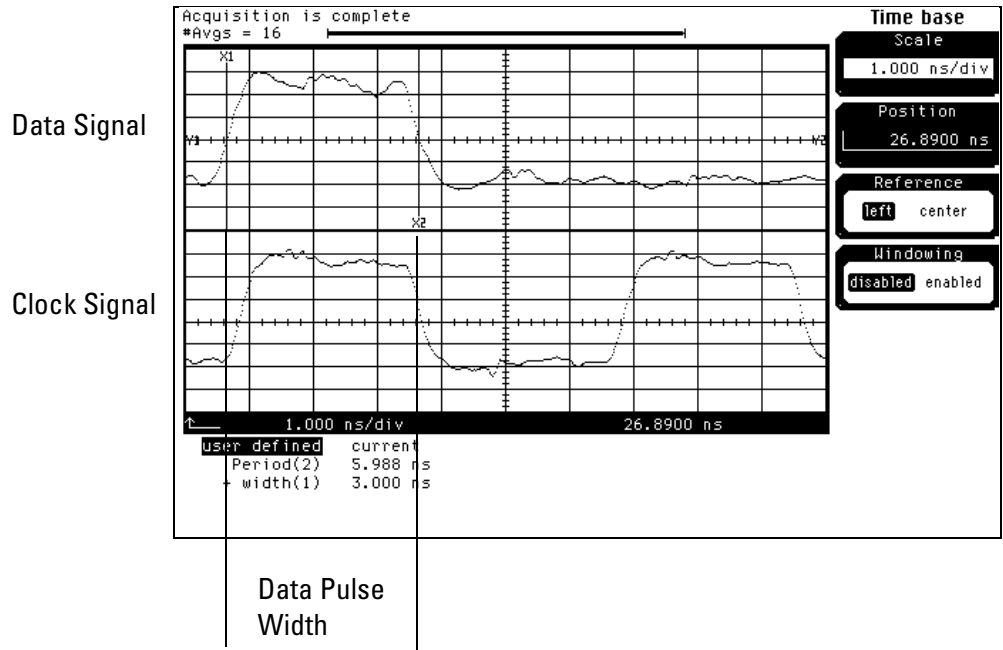 Acquisition is complete
#Avgs = 16
Time base
Scale
1.000 ns/div
Position
26.8900 ns
Reference
left center
Windowing
disabled enabled
Data Signal
X1
Y2
X2
Clock Signal
1.000 ns/div 26.8900 ns
user defined current
Period(2) 5.988 ns
+ width(1) 3.000 ns
Data Pulse
Width